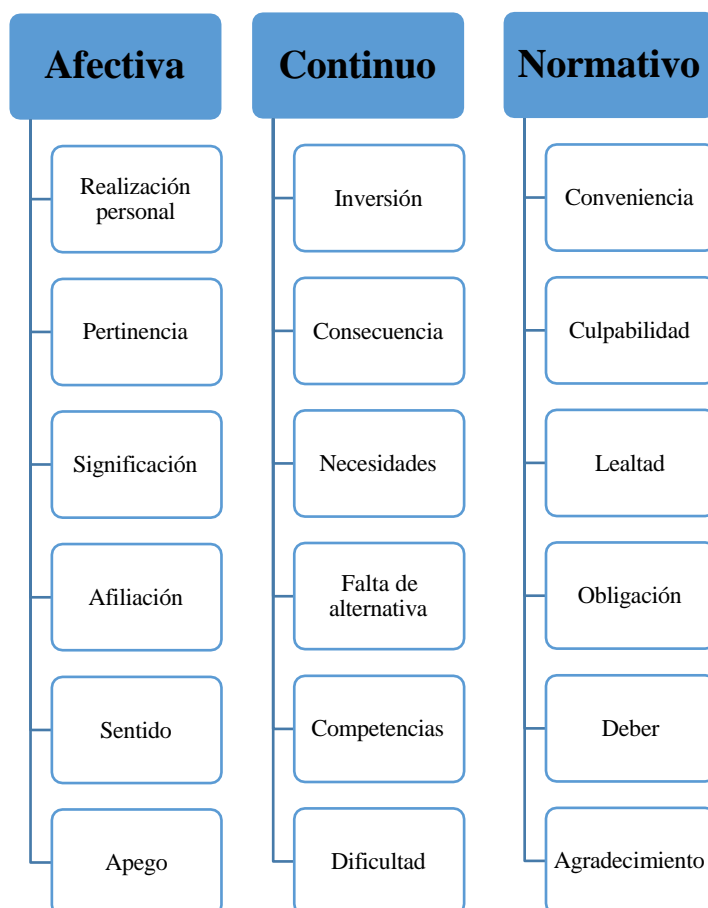 Afectiva
Realización
personal
Pertinencia
Significación
Afiliación
Sentido
Apego
Continuo
Inversión
Consecuencia
Necesidades
Falta de
alternativa
Competencias
Dificultad
Normativo
Conveniencia
Culpabilidad
Lealtad
Obligación
Deber
Agradecimiento